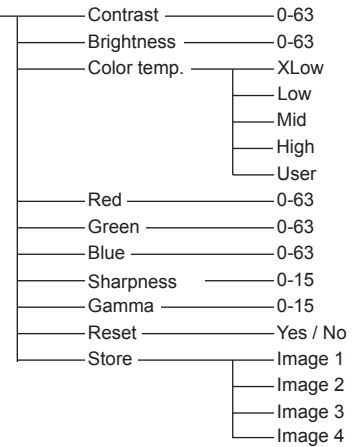 Contrast 0-63
Brightness 0-63
Color temp. XLow
Low
Mid
High
User
Red 0-63
Green 0-63
Blue 0-63
Sharpness 0-15
Gamma 0-15
Reset Yes / No
Store Image 1
Image 2
Image 3
Image 4